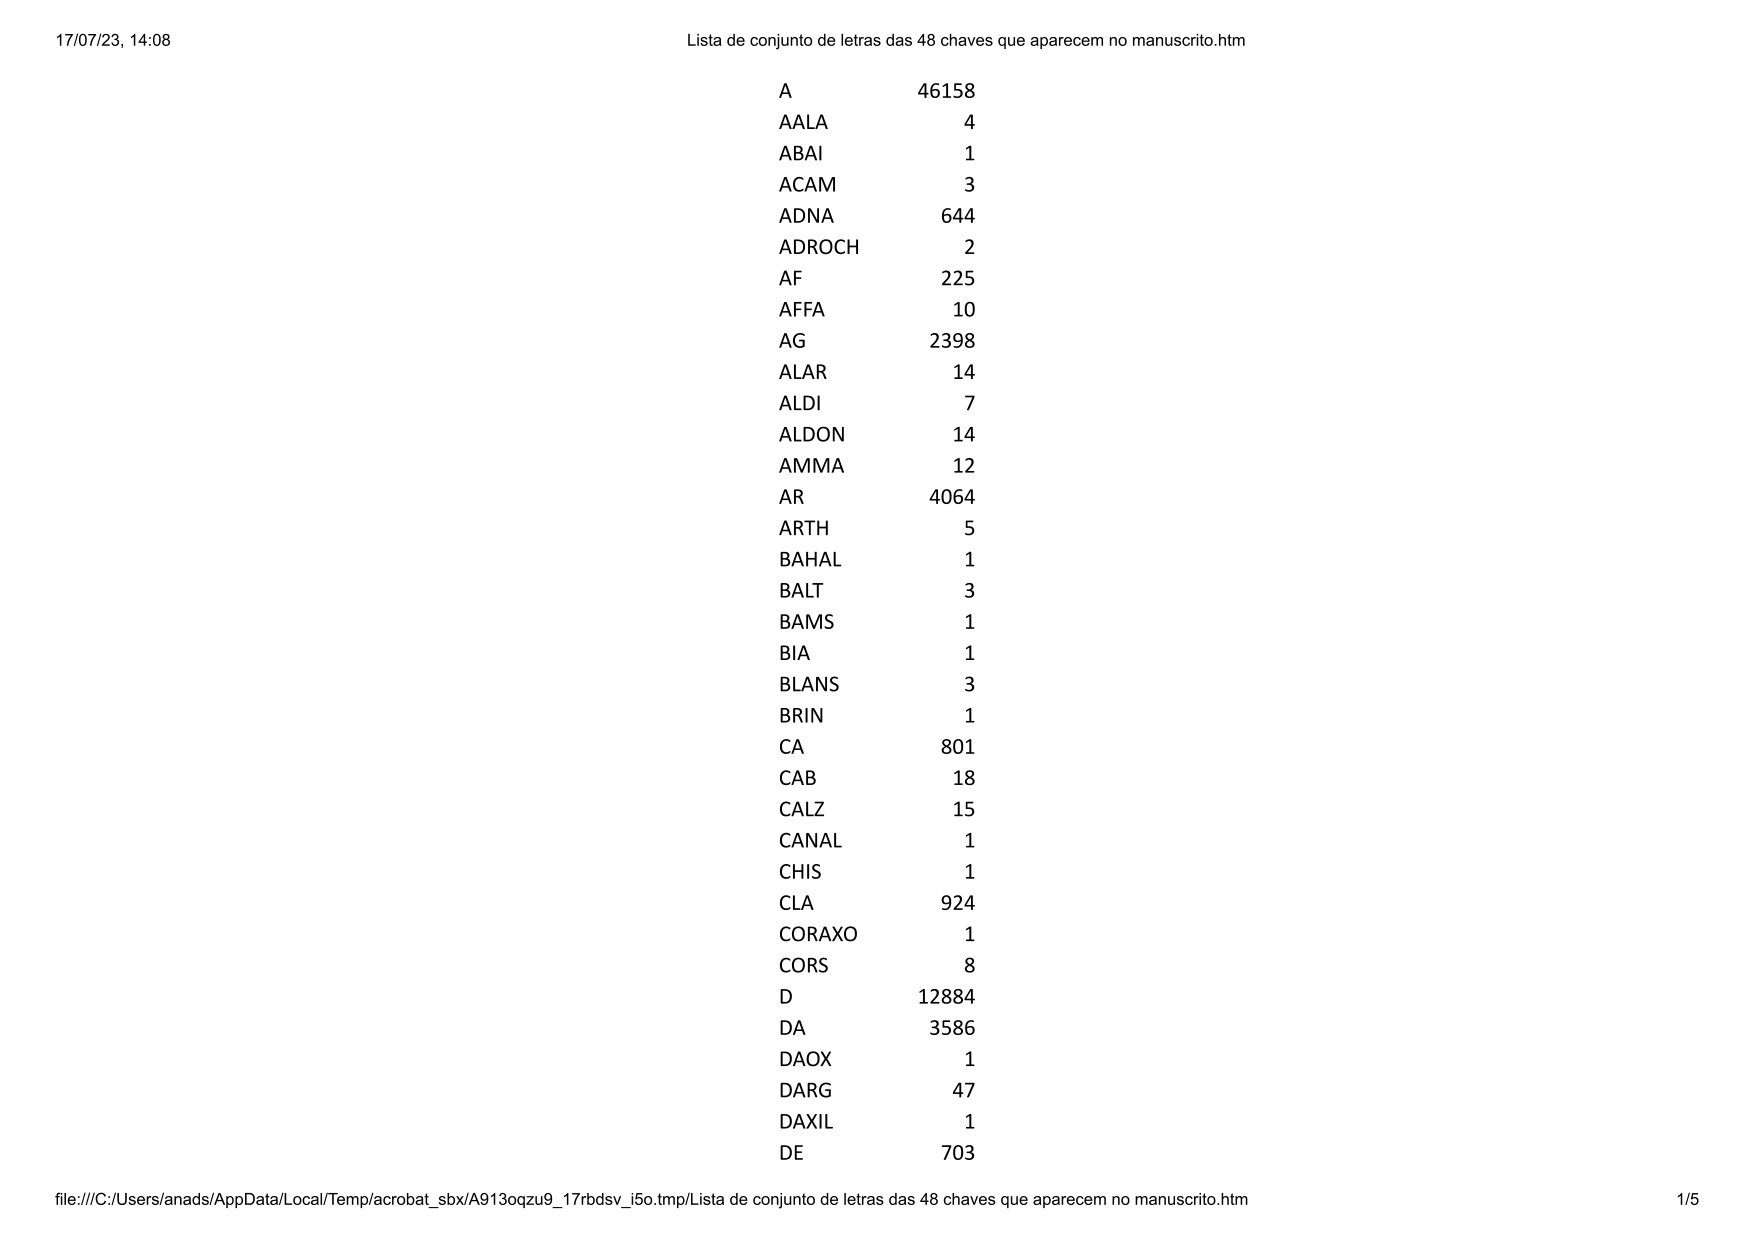 17/07/23, 14:08 Lista de conjunto de letras das 48 chaves que aparecem no manuscrito.htm
A 46158
AALA 4
ABAI 1
ACAM 3
ADNA 644
ADROCH 2
AF 225
AFFA 10
AG 2398
ALAR 14
ALDI 7
ALDON 14
AMMA 12
AR 4064
ARTH 5
BAHAL 1
BALT 3
BAMS 1
BIA 1
BLANS 3
BRIN 1
CA 801
CAB 18
CALZ 15
CANAL 1
CHIS 1
CLA 924
CORAXO 1
CORS 8
D 12884
DA 3586
DAOX 1
DARG 47
DAXIL 1
DE 703
file:///C:/Users/anads/AppData/Local/Temp/acrobat_sbx/A913oqzu9_17rbdsv_i5o.tmp/Lista de conjunto de letras das 48 chaves que aparecem no manuscrito.htm 1/5